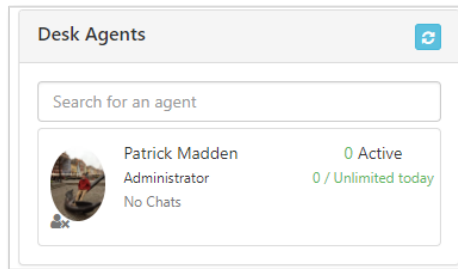 Desk Agents
Search for an agent
Patrick Madden 0 Active
Administrator 0 / Unlimited today
No Chats